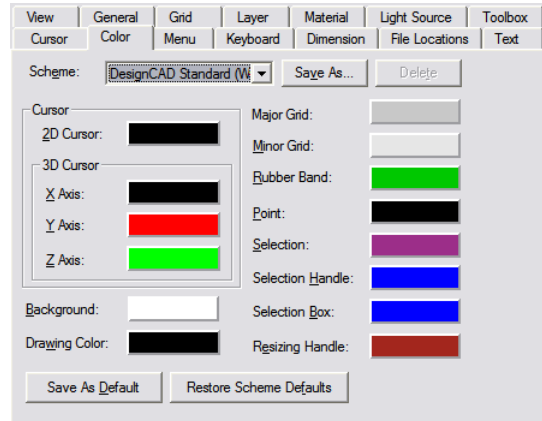 View General Grid Layer Material Light Source Toolbox
Cursor Color Menu Keyboard Dimension File Locations Text
Scheme: DesignCAD Standard (W Save As... Delete
Cursor
2D Cursor:
3D Cursor
X Axis:
Y Axis:
Z Axis:
Background:
Drawing Color:
Major Grid:
Minor Grid:
Rubber Band:
Point:
Selection:
Selection Handle:
Selection Box:
Resizing Handle:
Save As Default Restore Scheme Defaults